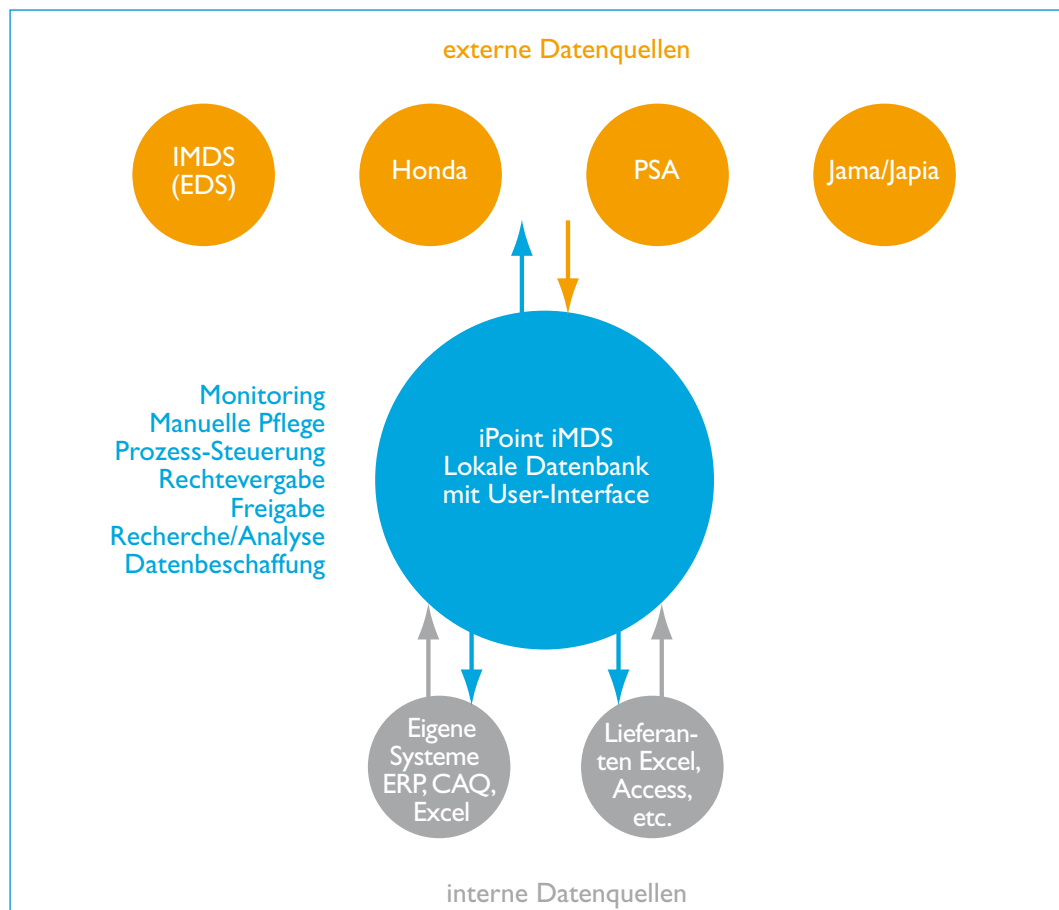 externe Datenquellen
IMDS
(EDS)
Honda
PSA
Jama/Japia
Monitoring
Manuelle Pflege
Prozess-Steuerung
Rechtevergabe
Freigabe
Recherche/Analyse
Datenbeschaffung
iPoint iMDS
Lokale Datenbank
mit User-Interface
Eigene
Systeme
ERP, CAQ,
Excel
Lieferan-
ten Excel,
Access,
etc.
interne Datenquellen